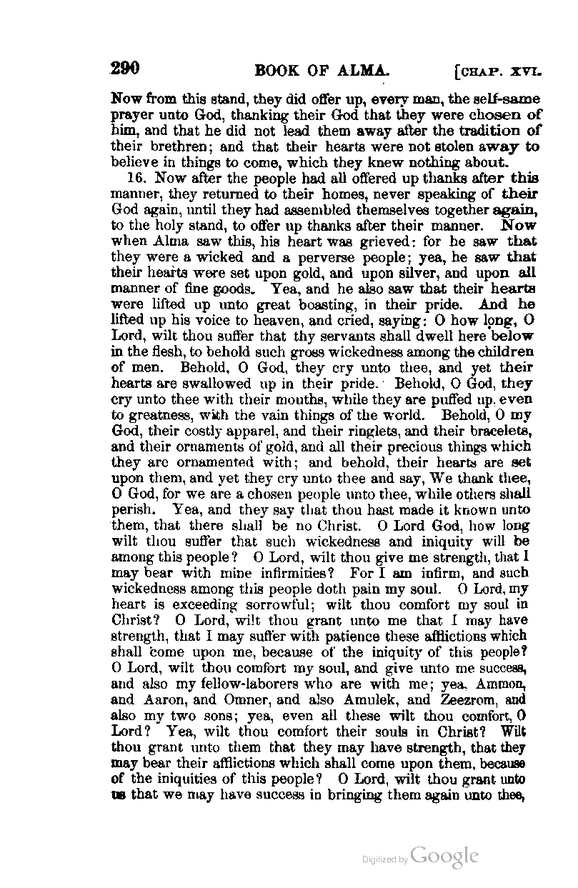 290 BOOK OF ALMA. [CHAP. XVI.
Now from this stand, they did offer up, every man, the self-same
prayer unto God, thanking their God that they were chosen of
him, and that he did not lead them away after the tradition of
their brethren; and that their hearts were not stolen away to
believe in things to come, which they knew nothing about.
16. Now after the people had all offered up thanks after this
manner, they returned to their homes, never speaking of their
God again, until they had assembled themselves together again,
to the holy stand, to offer up thanks after their manner. Now
when Alma saw this, his heart was grieved: for he saw that
they were a wicked and a perverse people; yea, he saw that
their hearts were set upon gold, and upon silver, and upon all
manner of fine goods. Yea, and he also saw that their hearts
were lifted up unto great boasting, in their pride. And he
lifted up his voice to heaven, and cried, saying: O how long, O
Lord, wilt thou suffer that thy servants shall dwell here below
in the flesh, to behold such gross wickedness among the children
of men. Behold, O God, they cry unto thee, and yet their
hearts are swallowed up in their pride. Behold, O God, they
cry unto thee with their mouths, while they are puffed up, even
to greatness, with the vain things of the world. Behold, O my
God, their costly apparel, and their ringlets, and their bracelets,
and their ornaments of gold, and all their precious things which
they are ornamented with; and behold, their hearts are set
upon them, and yet they cry unto thee and say, We thank thee,
O God, for we are a chosen people unto thee, while others shall
perish. Yea, and they say that thou hast made it known unto
them, that there shall be no Christ. O Lord God, how long
wilt thou suffer that such wickedness and iniquity will be
among this people? O Lord, wilt thou give me strength, that I
may bear with mine infirmities? For I am infirm, and such
wickedness among this people doth pain my soul. O Lord, my
heart is exceeding sorrowful; wilt thou comfort my soul in
Christ? O Lord, wilt thou grant unto me that I may have
strength, that I may suffer with patience these afflictions which
shall come upon me, because of the iniquity of this people?
O Lord, wilt thou comfort my soul, and give unto me success,
and also my fellow-laborers who are with me; yea, Ammon,
and Aaron, and Omner, and also Amulek, and Zeezrom, and
also my two sons; yea, even all these wilt thou comfort, O
Lord? Yea, wilt thou comfort their souls in Christ? Wilt
thou grant unto them that they may have strength, that they
may bear their afflictions which shall come upon them, because
of the iniquities of this people? O Lord, wilt thou grant unto
us that we may have success in bringing them again unto thee,
Digitized by Google